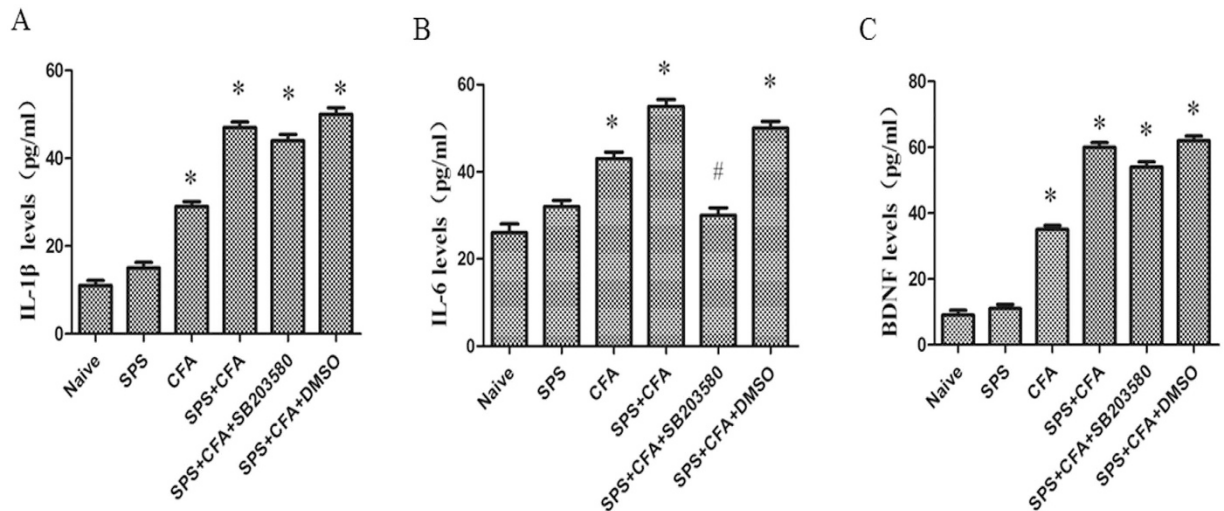 A
IL-1β levels (pg/ml)
60
40
20
0
*
*
*
*
Naive
SPS
CFA
SPS+CFA
SPS+CFA+SB203580
SPS+CFA+DMSO
B
IL-6 levels (pg/ml)
60
40
20
0
*
*
#
*
Naive
SPS
CFA
SPS+CFA
SPS+CFA+SB203580
SPS+CFA+DMSO
C
BDNF levels (pg/ml)
80
60
40
20
0
*
*
*
*
Naive
SPS
CFA
SPS+CFA
SPS+CFA+SB203580
SPS+CFA+DMSO